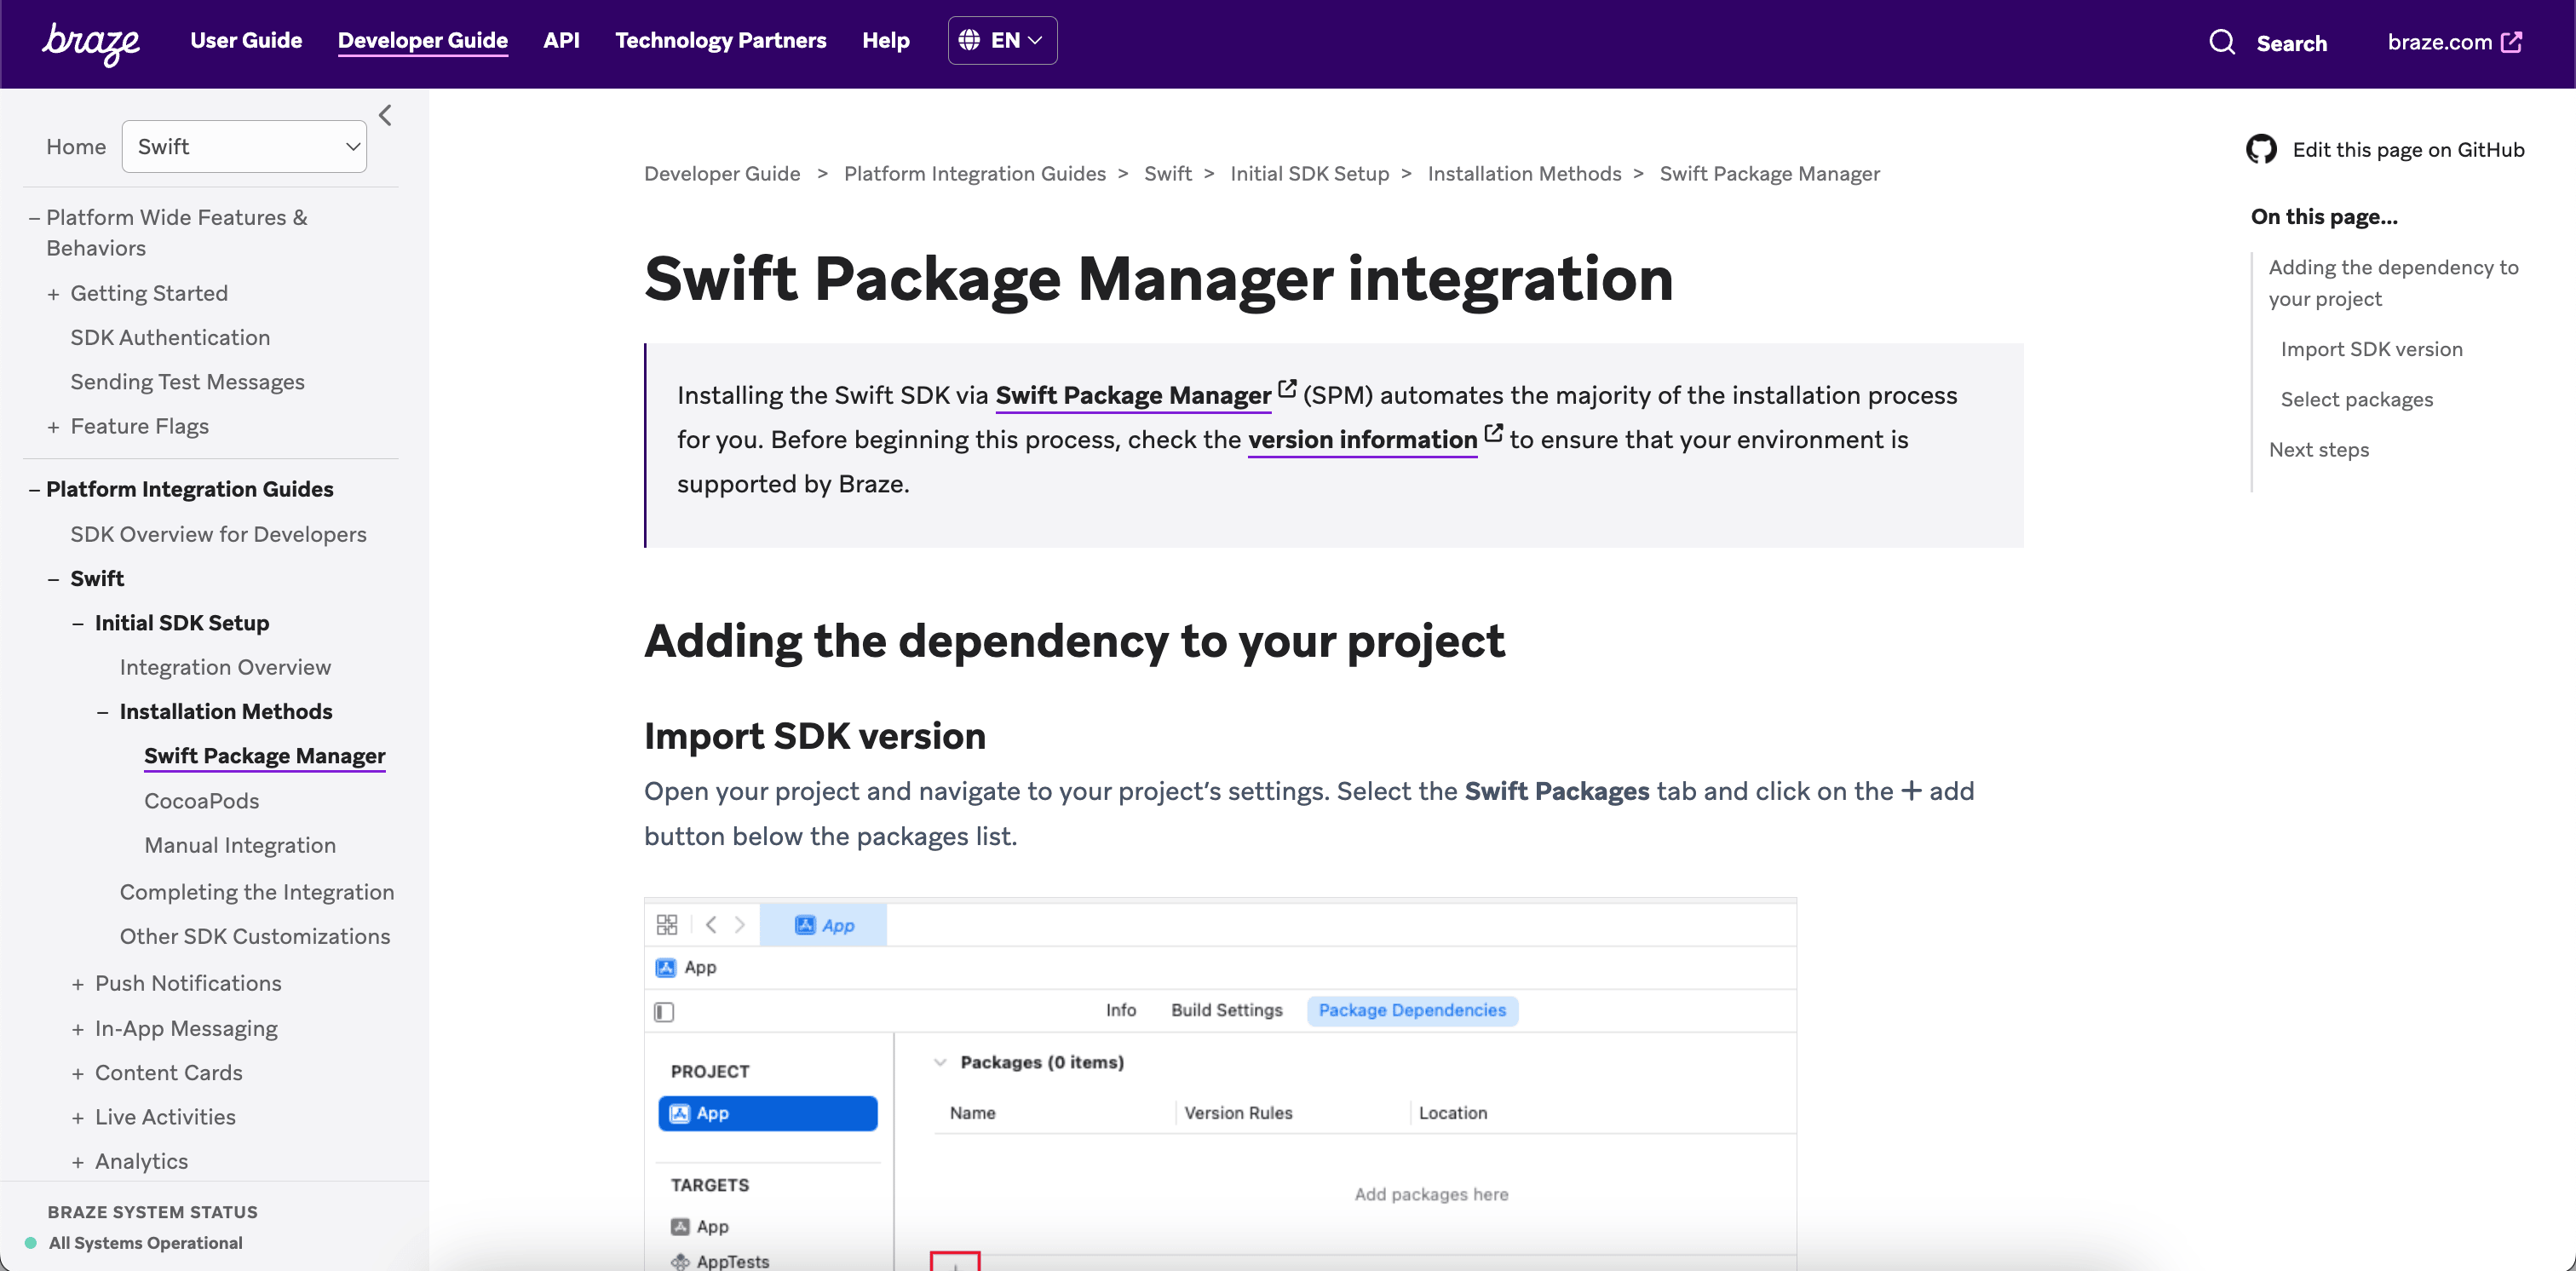 braze
User Guide
Developer Guide
API
Technology Partners
Help
EN
Search
braze.com
Home
Swift
– Platform Wide Features &
Behaviors
+ Getting Started
SDK Authentication
Sending Test Messages
+ Feature Flags
– Platform Integration Guides
SDK Overview for Developers
– Swift
– Initial SDK Setup
Integration Overview
– Installation Methods
Swift Package Manager
CocoaPods
Manual Integration
Completing the Integration
Other SDK Customizations
+ Push Notifications
+ In-App Messaging
+ Content Cards
+ Live Activities
+ Analytics
BRAZE SYSTEM STATUS
All Systems Operational
Developer Guide > Platform Integration Guides > Swift > Initial SDK Setup > Installation Methods > Swift Package Manager
Swift Package Manager integration
Installing the Swift SDK via Swift Package Manager (SPM) automates the majority of the installation process
for you. Before beginning this process, check the version information to ensure that your environment is
supported by Braze.
Adding the dependency to your project
Import SDK version
Open your project and navigate to your project’s settings. Select the Swift Packages tab and click on the + add
button below the packages list.
App
App
Info
Build Settings
Package Dependencies
PROJECT
App
TARGETS
App
AppTests
Packages (0 items)
Name
Version Rules
Location
Add packages here
Edit this page on GitHub
On this page...
Adding the dependency to
your project
Import SDK version
Select packages
Next steps